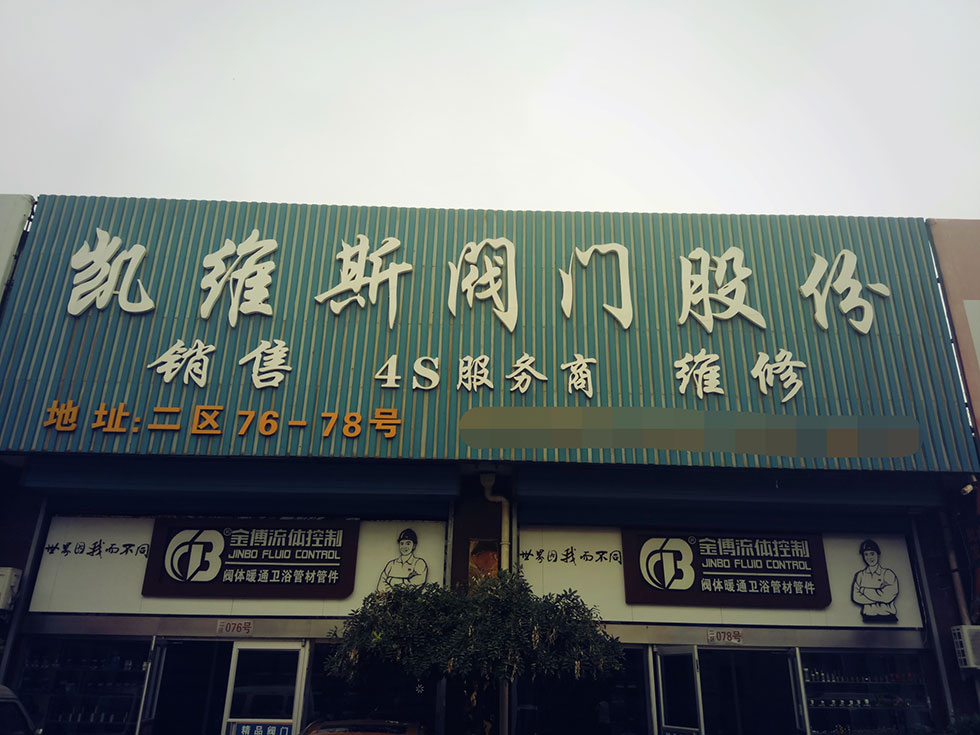 凯维斯阀门股份
销售 4S服务商 维修
地址:二区76-78号
世界因我而不同
®金博流体控制
JINBO FLUID CONTROL
阀体暖通卫浴管材管件
世界因我而不同
®金博流体控制
JINBO FLUID CONTROL
阀体暖通卫浴管材管件
二区076号
二区078号
精品阀门